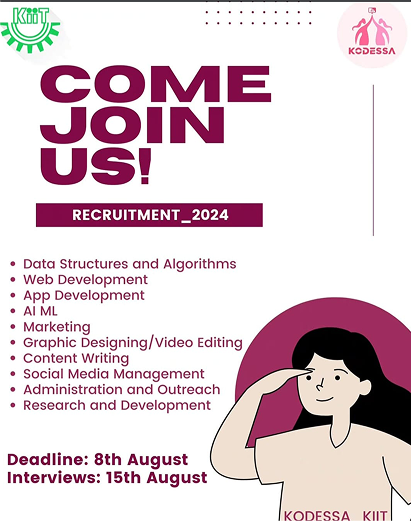 KiiT
KODESSA
COME
JOIN
US!
RECRUITMENT_2024
• Data Structures and Algorithms
• Web Development
• App Development
• AI ML
• Marketing
• Graphic Designing/Video Editing
• Content Writing
• Social Media Management
• Administration and Outreach
• Research and Development
Deadline: 8th August
Interviews: 15th August
KODESSA KIIT